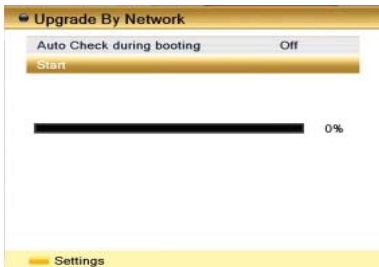 Upgrade By Network
Auto Check during booting Off
Start
0%
Settings